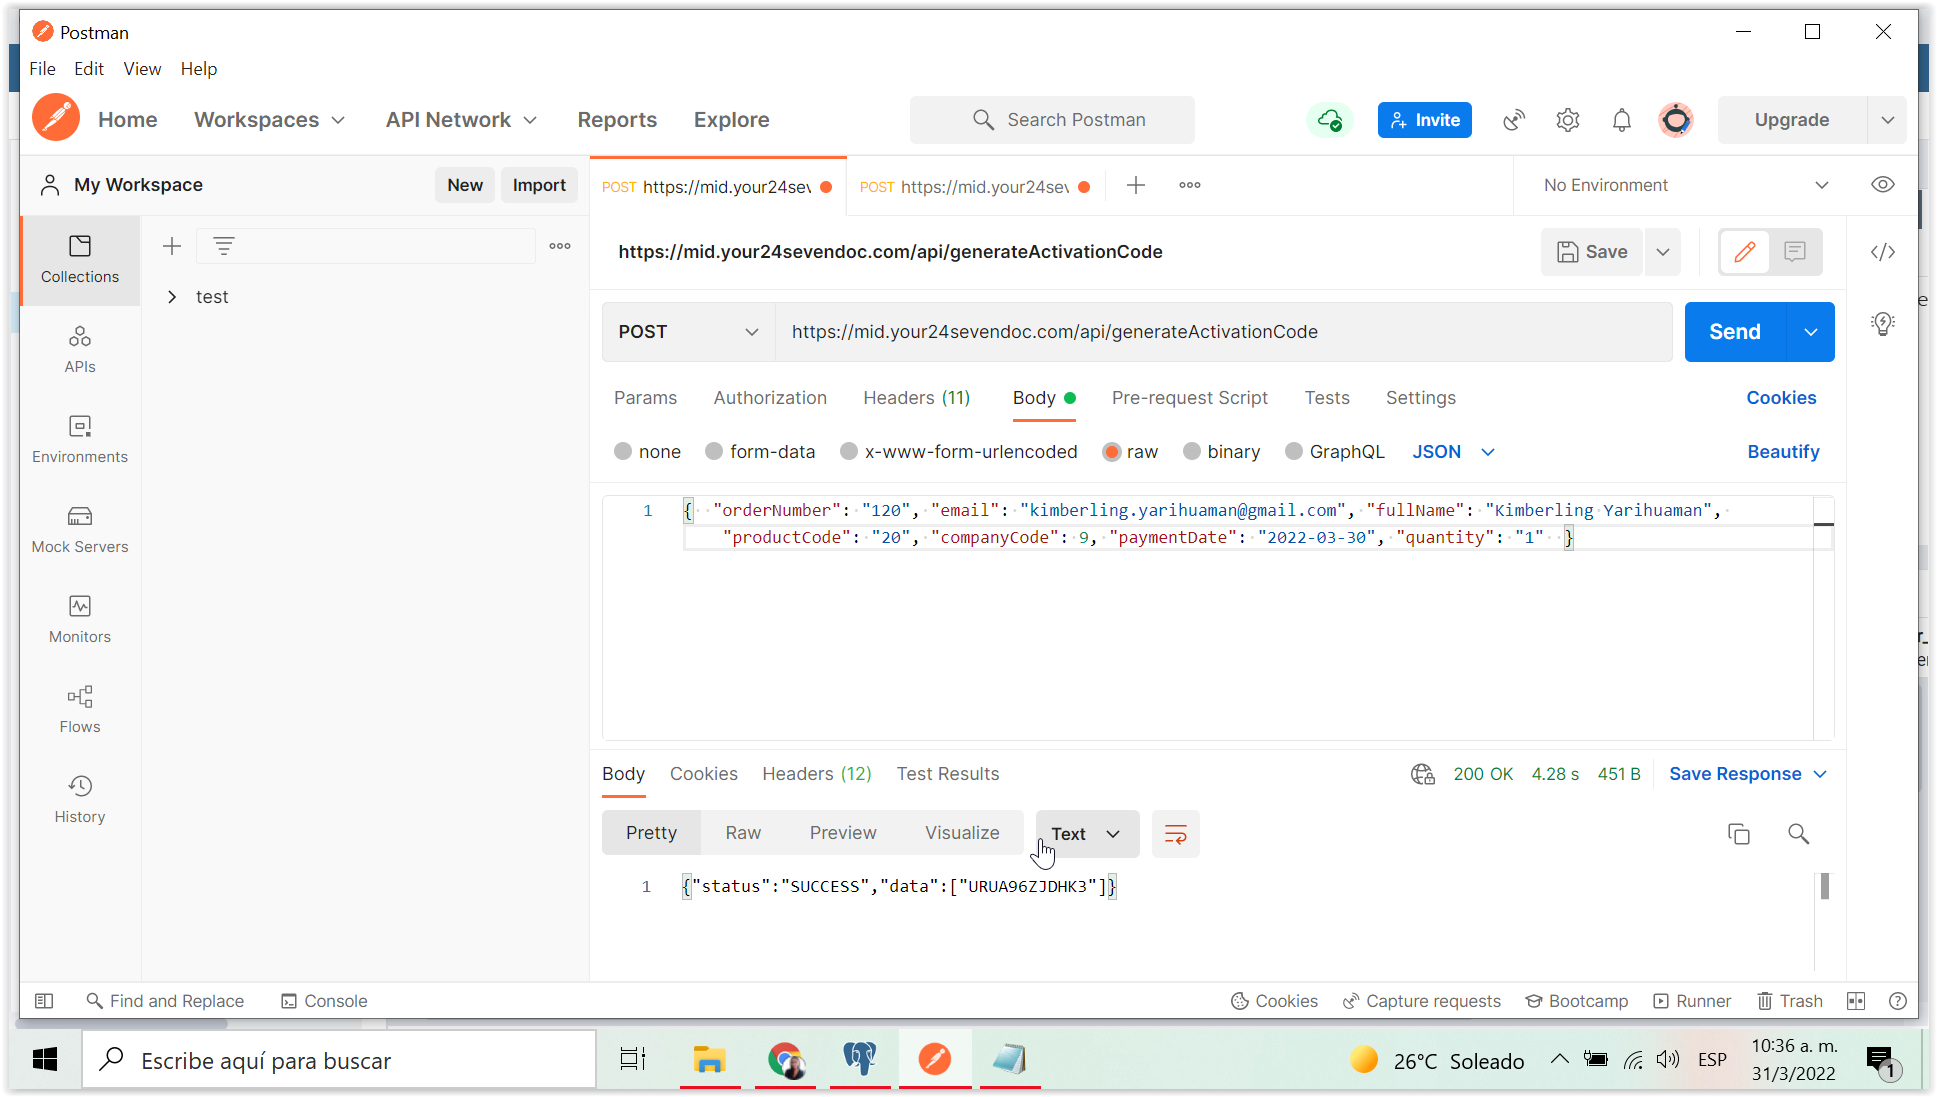 Postman
File Edit View Help
Home Workspaces API Network Reports Explore Search Postman Invite Upgrade
My Workspace New Import POST https://mid.your24sev POST https://mid.your24sev No Environment
Collections
test
https://mid.your24sevendoc.com/api/generateActivationCode Save
APIs
POST https://mid.your24sevendoc.com/api/generateActivationCode Send
Params Authorization Headers (11) Body Pre-request Script Tests Settings Cookies
Environments
none form-data x-www-form-urlencoded raw binary GraphQL JSON Beautify
1 { "orderNumber": "120", "email": "kimberling.yarihuaman@gmail.com", "fullName": "Kimberling Yarihuaman",
"productCode": "20", "companyCode": 9, "paymentDate": "2022-03-30", "quantity": "1" }
Mock Servers
Monitors
Flows
History
Body Cookies Headers (12) Test Results 200 OK 4.28 s 451 B Save Response
Pretty Raw Preview Visualize Text
1 {"status":"SUCCESS","data":["URUA96ZJDHK3"]}
Find and Replace Console Cookies Capture requests Bootcamp Runner Trash
Escribe aquí para buscar 26°C Soleado ESP 10:36 a. m.
31/3/2022 1